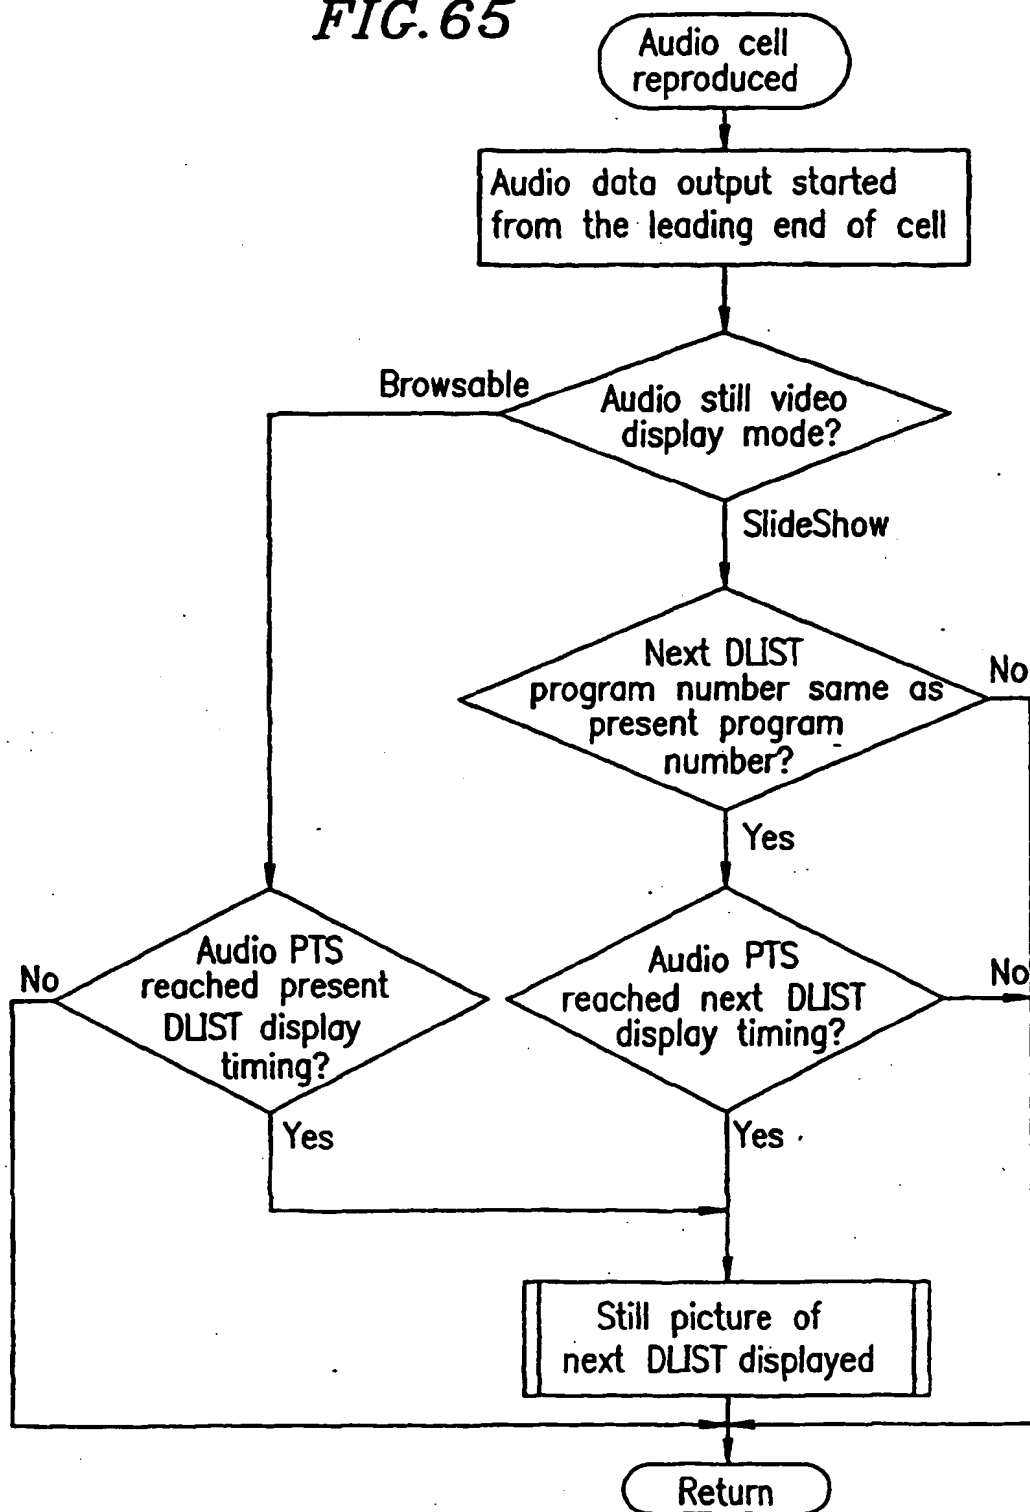 FIG.65
Audio cell
reproduced
Audio data output started
from the leading end of cell
Browsable
Audio still video
display mode?
SlideShow
Next DLIST
program number same as
present program
number?
No
Yes
Audio PTS
reached present
DLIST display
timing?
No
Yes
Audio PTS
reached next DLIST
display timing?
No
Yes
Still picture of
next DLIST displayed
Return